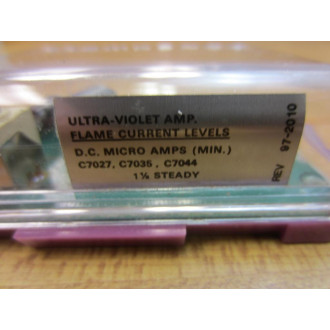 ULTRA-VIOLET AMP.
FLAME CURRENT LEVELS
D.C. MICRO AMPS (MIN.)
C7027, C7035, C7044
1½ STEADY
REV 97-2010